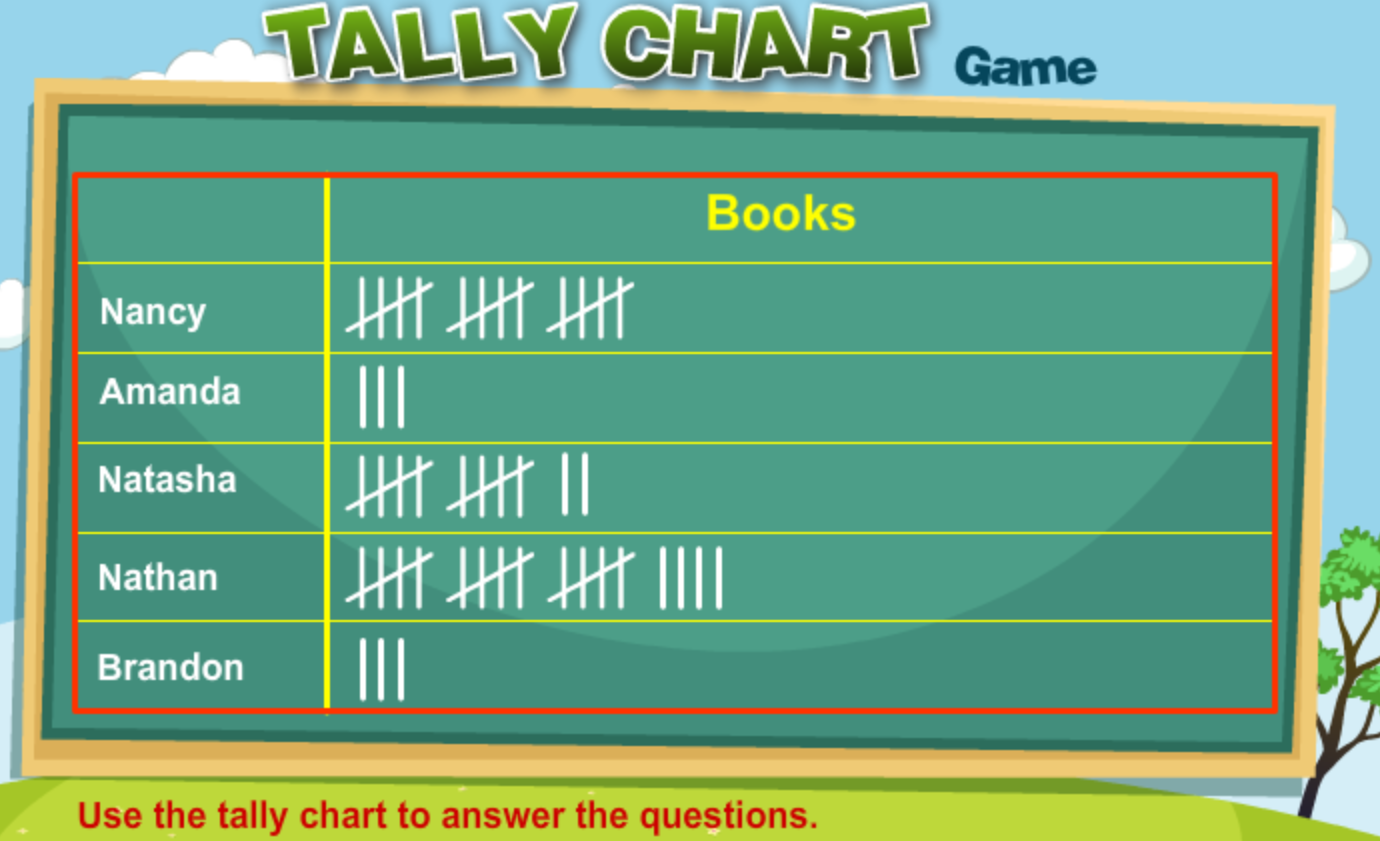 TALLY CHART Game
Books
Nancy
Amanda
Natasha
Nathan
Brandon
Use the tally chart to answer the questions.